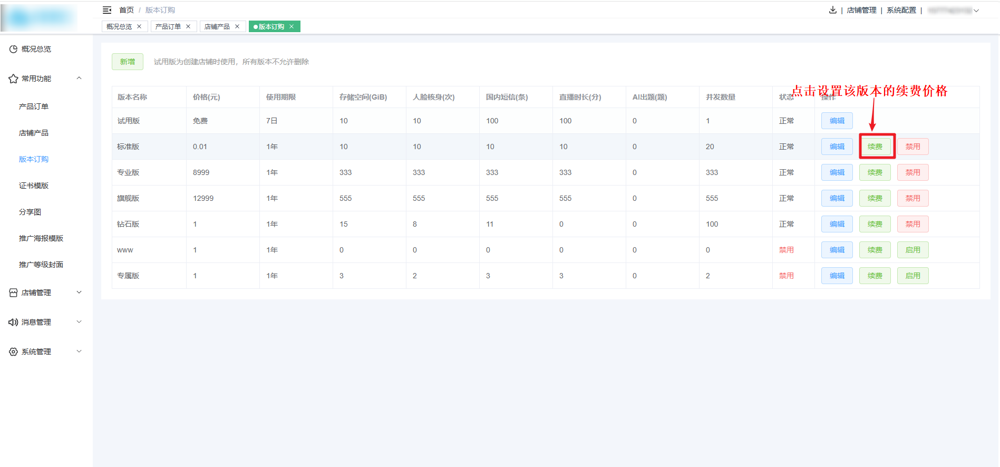 首页 / 版本订购
| 店铺管理 | 系统配置 |
概况总览 产品订单 店铺产品 版本订购
概况总览
常用功能
产品订单
店铺产品
版本订购
证书模版
分享图
推广海报模版
推广等级封面
店铺管理
消息管理
系统管理
新增 试用版为创建店铺时使用，所有版本不允许删除
点击设置该版本的续费价格
版本名称 价格(元) 使用期限 存储空间(GiB) 人脸核身(次) 国内短信(条) 直播时长(分) AI出题(题) 并发数量 状态 操作
试用版 免费 7日 10 10 100 100 0 1 正常 编辑
标准版 0.01 1年 10 10 10 10 0 20 正常 编辑 续费 禁用
专业版 8999 1年 333 333 333 333 0 333 正常 编辑 续费 禁用
旗舰版 12999 1年 555 555 555 555 0 555 正常 编辑 续费 禁用
钻石版 1 1年 15 8 11 0 0 100 正常 编辑 续费 禁用
www 1 1年 0 0 0 0 0 0 禁用 编辑 续费 启用
专属版 1 1年 3 2 3 3 0 2 禁用 编辑 续费 启用